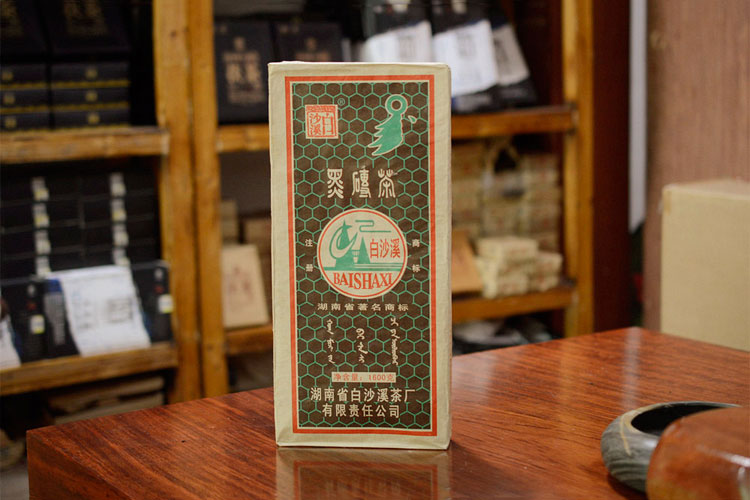 白沙溪®
黑磚茶
注册
商标
白沙溪
BAISHAXI
湖南省著名商标
净含量：1600克
湖南省白沙溪茶厂
有限责任公司